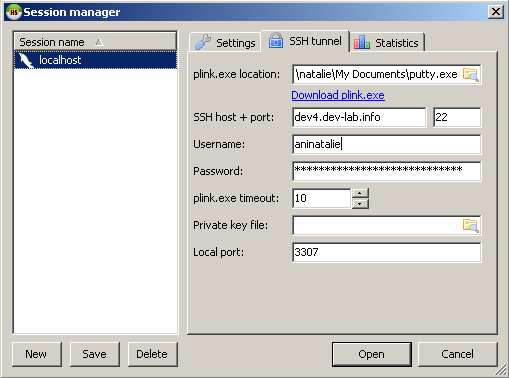 Session manager
Session name
localhost
Settings
SSH tunnel
Statistics
plink.exe location:
\natalie\My Documents\putty.exe
Download plink.exe
SSH host + port:
dev4.dev-lab.info
22
Username:
aninatalie
Password:
****************************
plink.exe timeout:
10
Private key file:
Local port:
3307
New
Save
Delete
Open
Cancel